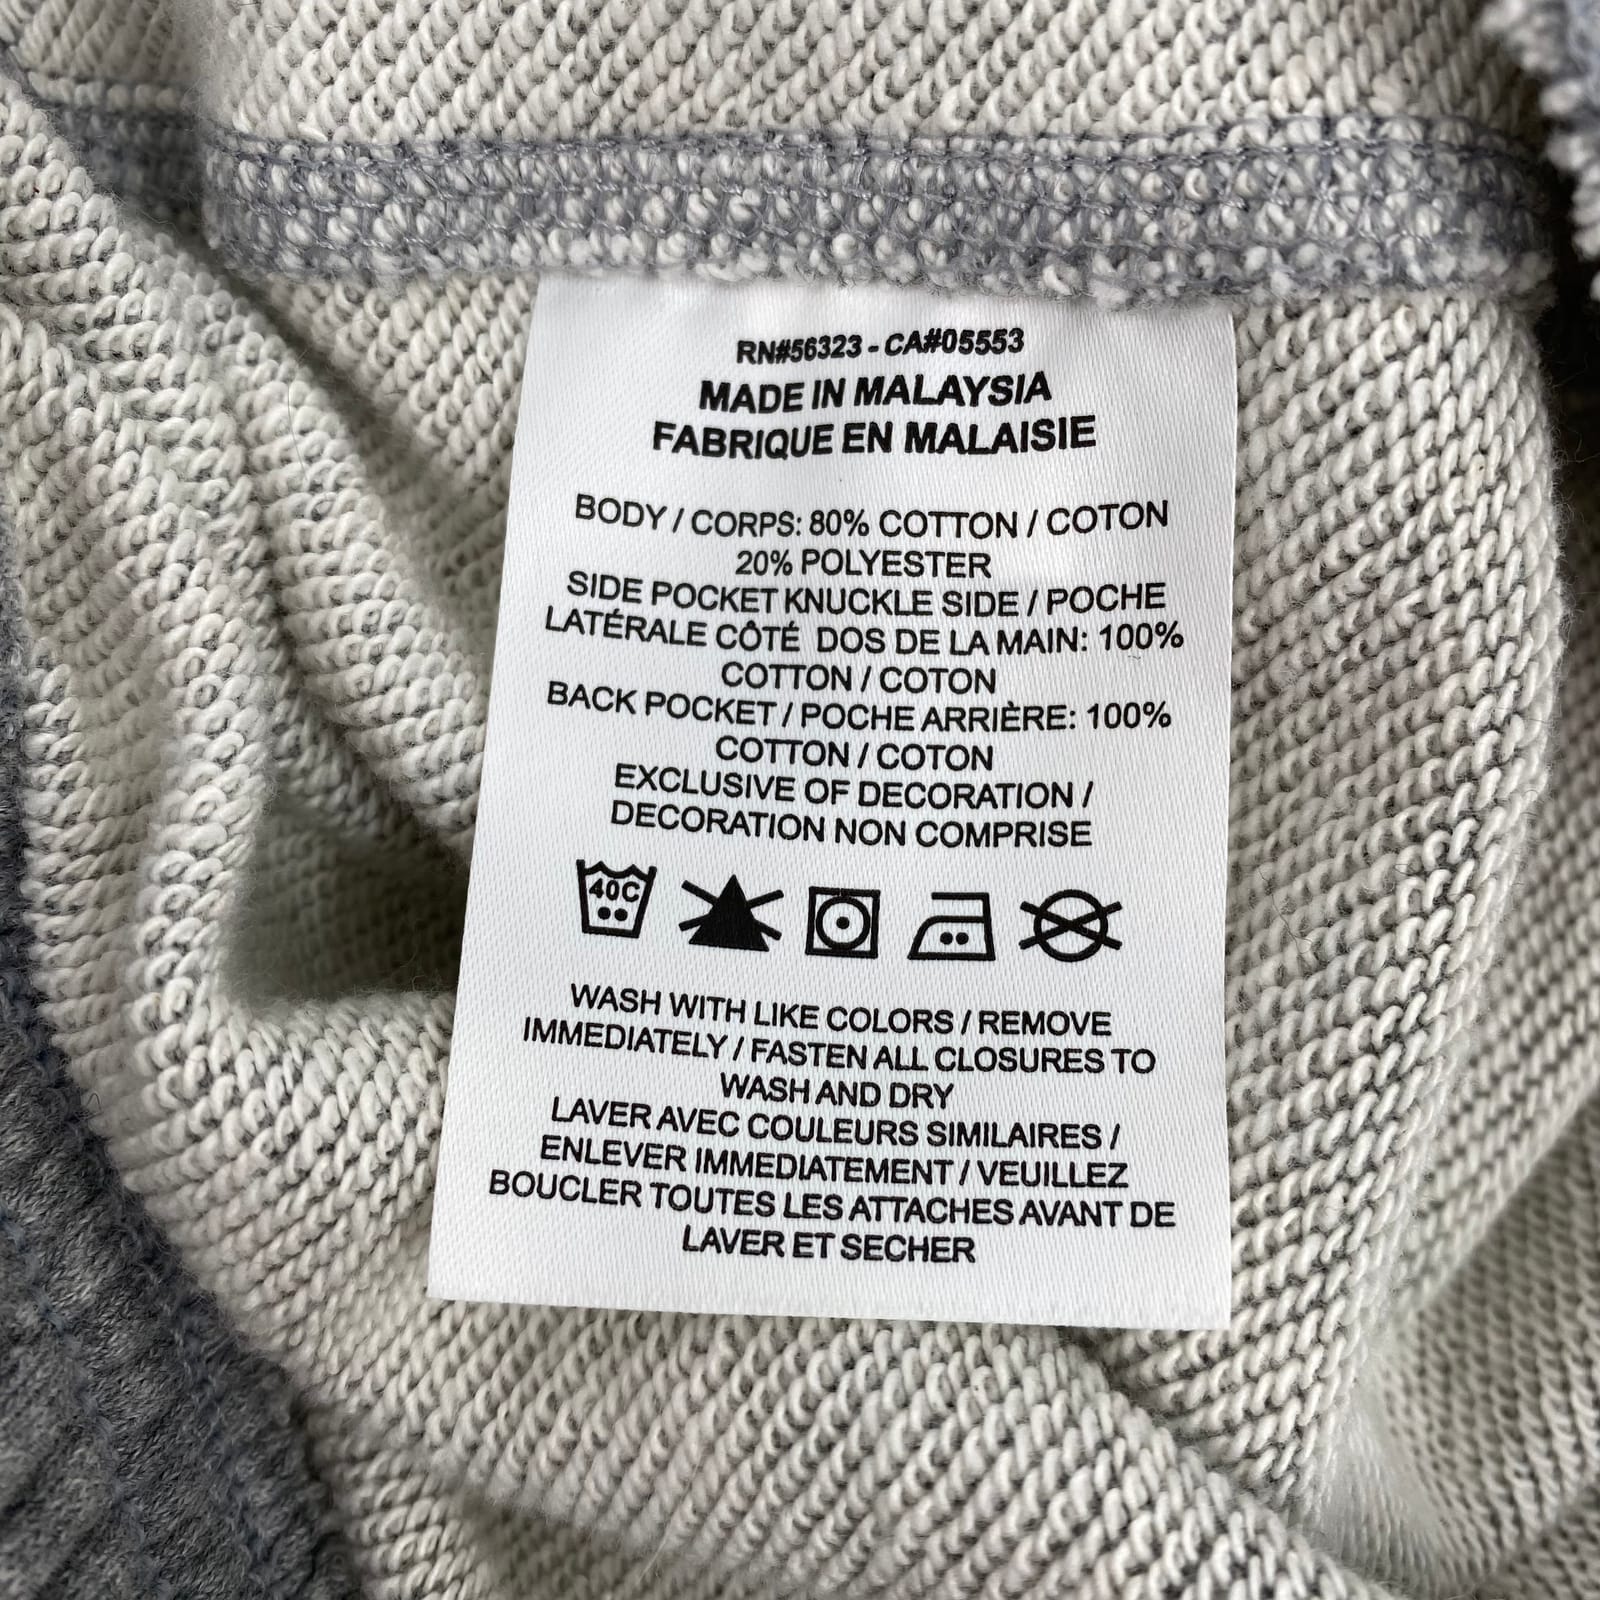 RN#56323 - CA#05553
MADE IN MALAYSIA
FABRIQUE EN MALAISIE
BODY / CORPS: 80% COTTON / COTON
20% POLYESTER
SIDE POCKET KNUCKLE SIDE / POCHE
LATÉRALE CÔTÉ DOS DE LA MAIN: 100%
COTTON / COTON
BACK POCKET / POCHE ARRIÈRE: 100%
COTTON / COTON
EXCLUSIVE OF DECORATION /
DECORATION NON COMPRISE
40C
WASH WITH LIKE COLORS / REMOVE
IMMEDIATELY / FASTEN ALL CLOSURES TO
WASH AND DRY
LAVER AVEC COULEURS SIMILAIRES /
ENLEVER IMMEDIATEMENT / VEUILLEZ
BOUCLER TOUTES LES ATTACHES AVANT DE
LAVER ET SECHER